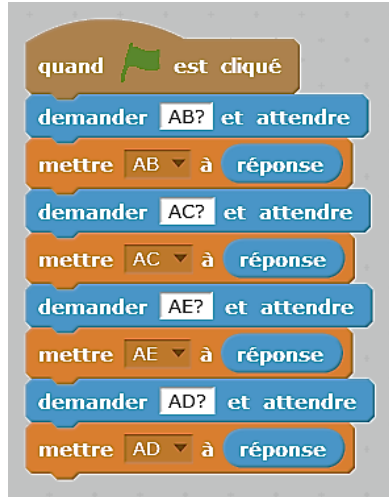 quand est cliqué
demander AB? et attendre
mettre AB à réponse
demander AC? et attendre
mettre AC à réponse
demander AE? et attendre
mettre AE à réponse
demander AD? et attendre
mettre AD à réponse